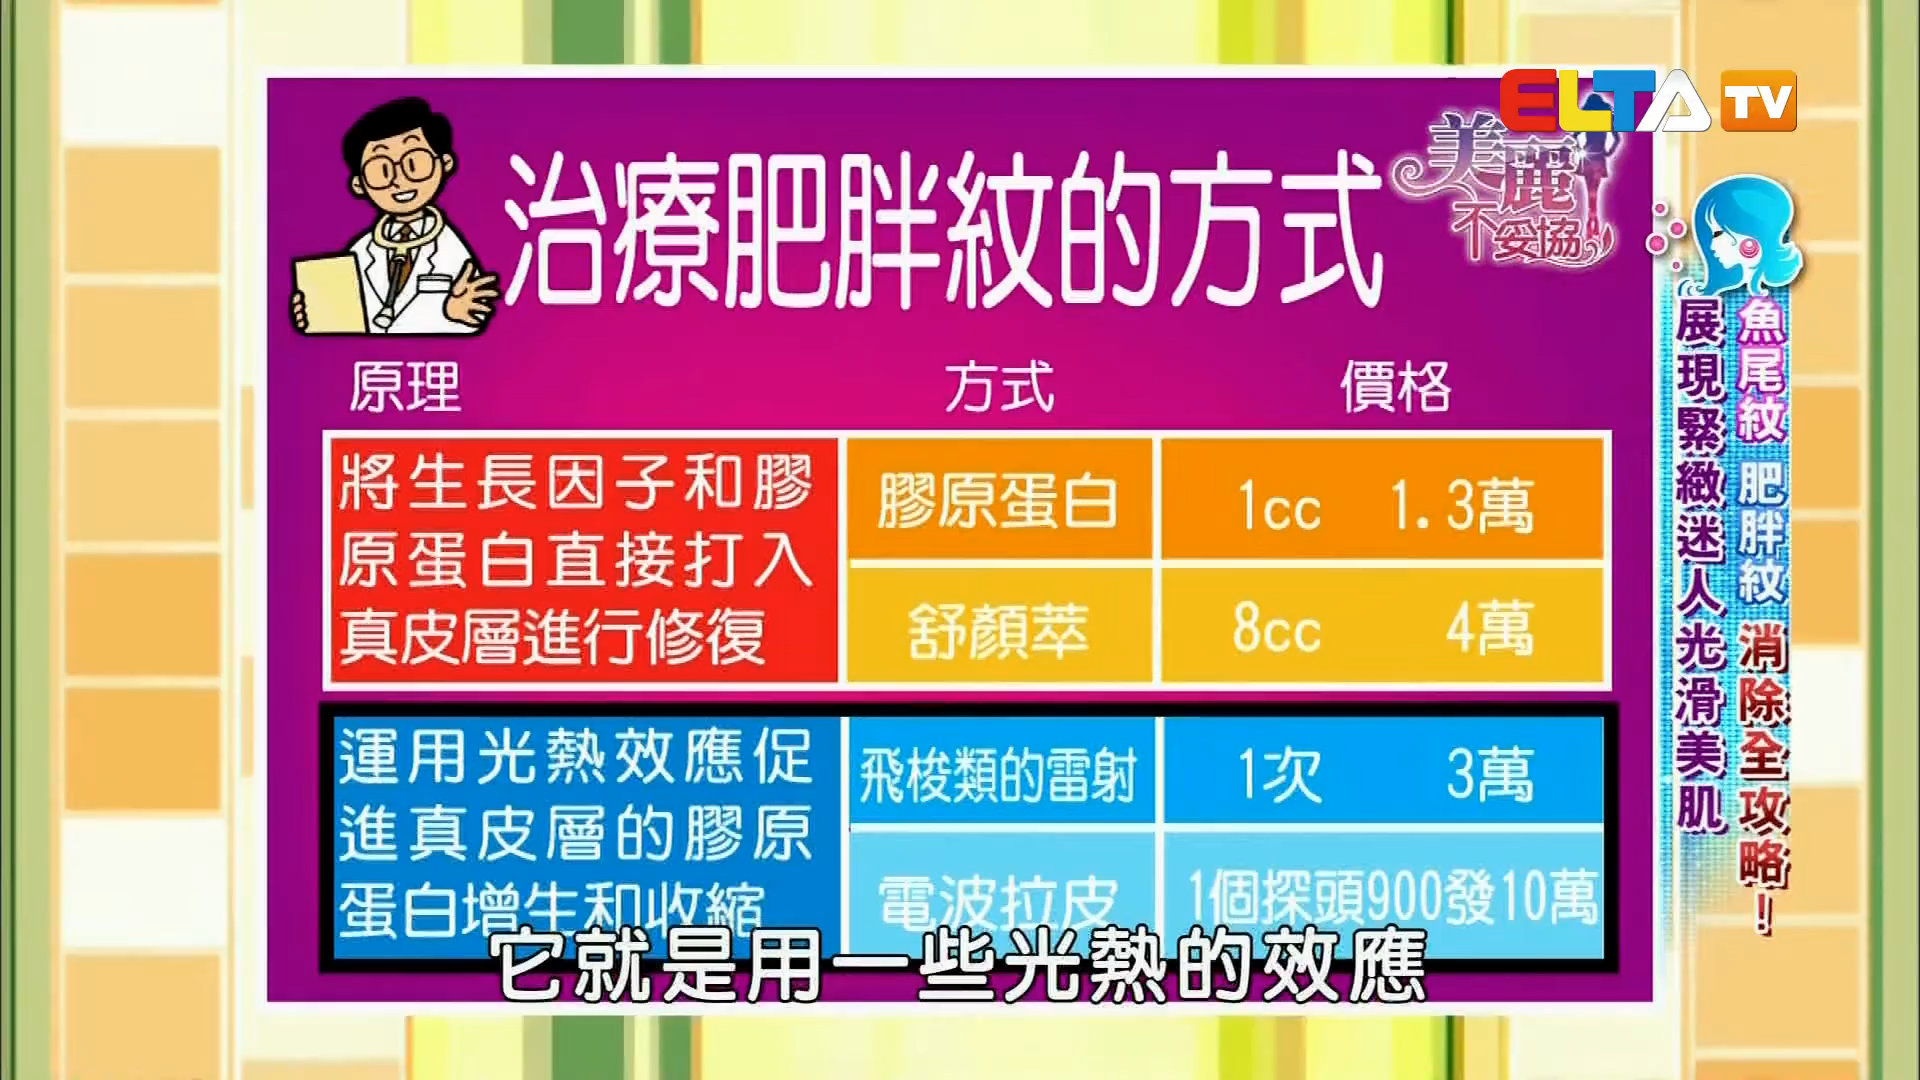 ELTA TV
美麗不妥協
治療肥胖紋的方式
原理 方式 價格
將生長因子和膠
原蛋白直接打入
真皮層進行修復
膠原蛋白 1cc 1.3萬
舒顏萃 8cc 4萬
運用光熱效應促
進真皮層的膠原
蛋白增生和收縮
飛梭類的雷射 1次 3萬
電波拉皮 1個探頭900發10萬
魚尾紋 肥胖紋 消除全攻略！
展現緊緻迷人光滑美肌
它就是用一些光熱的效應